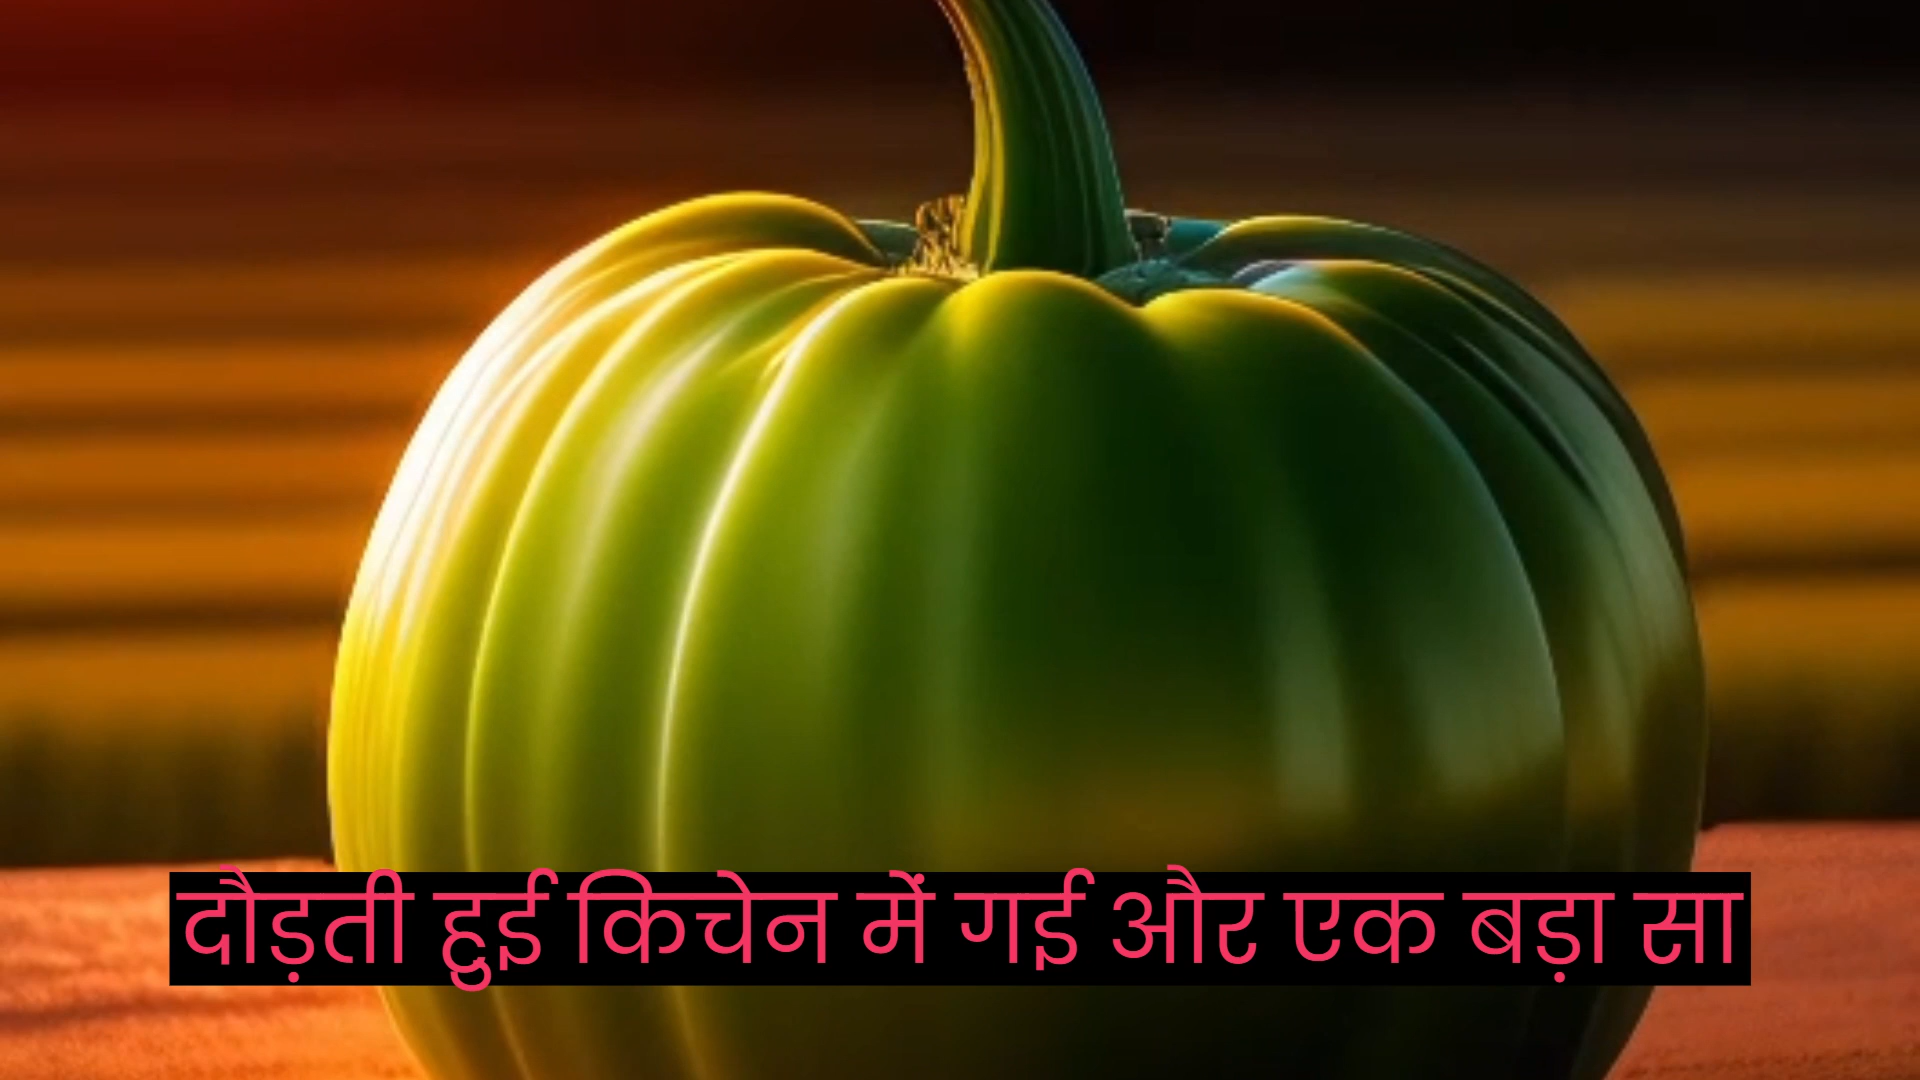 दौड़ती हुई किचेन में गई और एक बड़ा सा